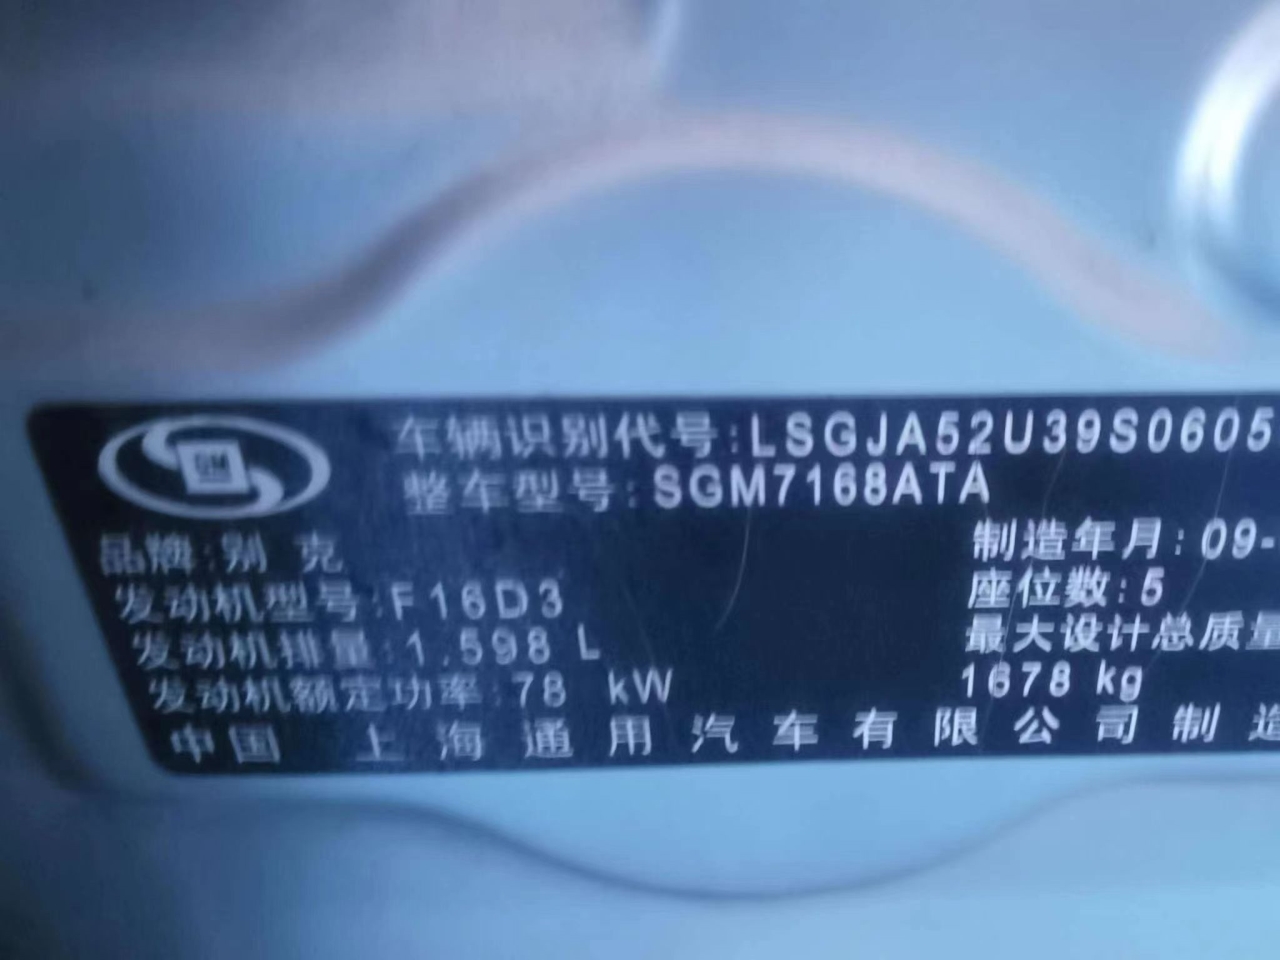 GM
车辆识别代号:LSGJA52U39S0605
整车型号:SGM7168ATA
品牌:别克
制造年月:09-
发动机型号:F16D3
座位数:5
发动机排量:1.598 L
最大设计总质量
发动机额定功率:78 kW
1678 kg
中国 上海通用汽车有限公司制造